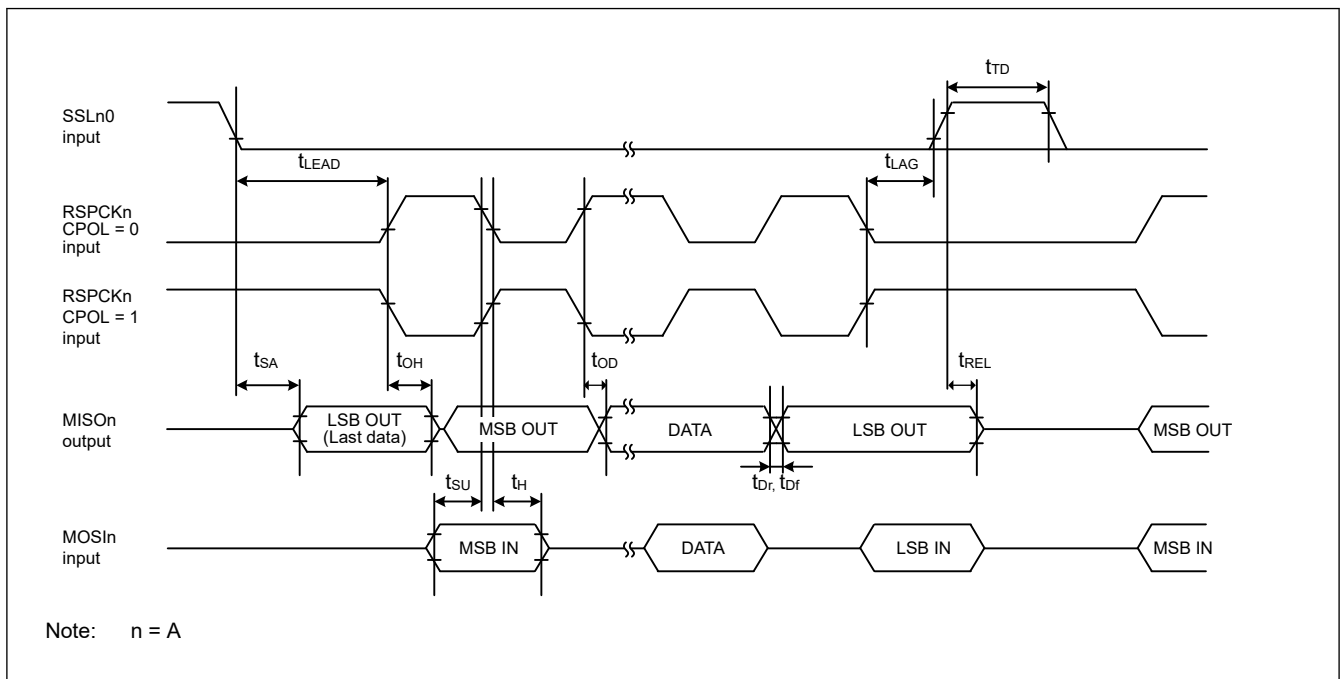 tTD
SSLn0
input
tLEAD
tLAG
RSPCKn
CPOL = 0
input
RSPCKn
CPOL = 1
input
tSA
tOH
tOD
tREL
MISOn
output
LSB OUT
(Last data)
MSB OUT
DATA
LSB OUT
MSB OUT
tSU
tH
tDr, tDf
MOSIn
input
MSB IN
DATA
LSB IN
MSB IN
Note: n = A